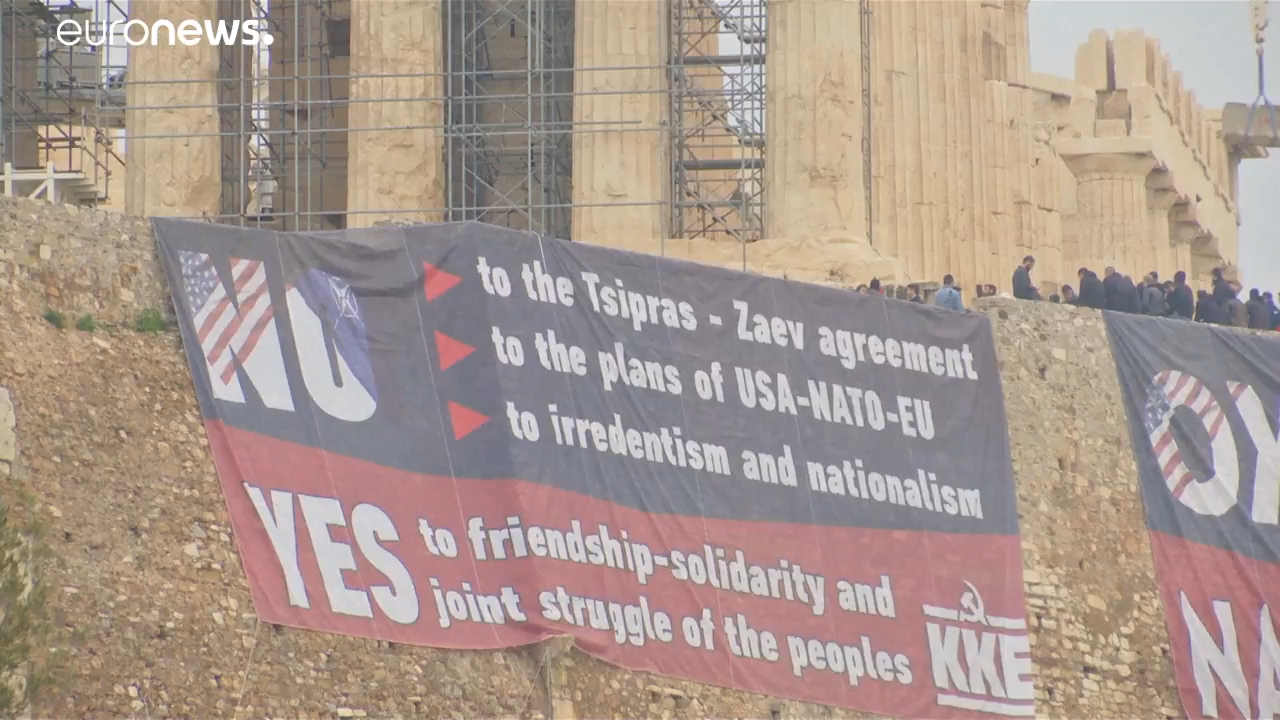 euronews.
NO
to the Tsipras - Zaev agreement
to the plans of USA-NATO-EU
to irredentism and nationalism
YES
to friendship-solidarity and
joint struggle of the peoples
KKE